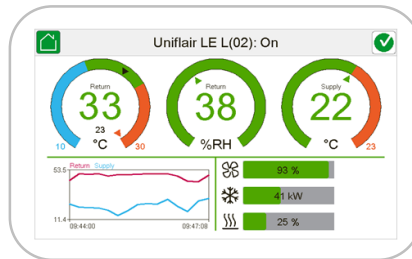 Uniflair LE L(02): On
Return
33
23
°C
10
30
Return
38
%RH
Supply
22
°C
23
Return Supply
53.5
11.4
09:44:00
09:47:08
93 %
41 kW
25 %